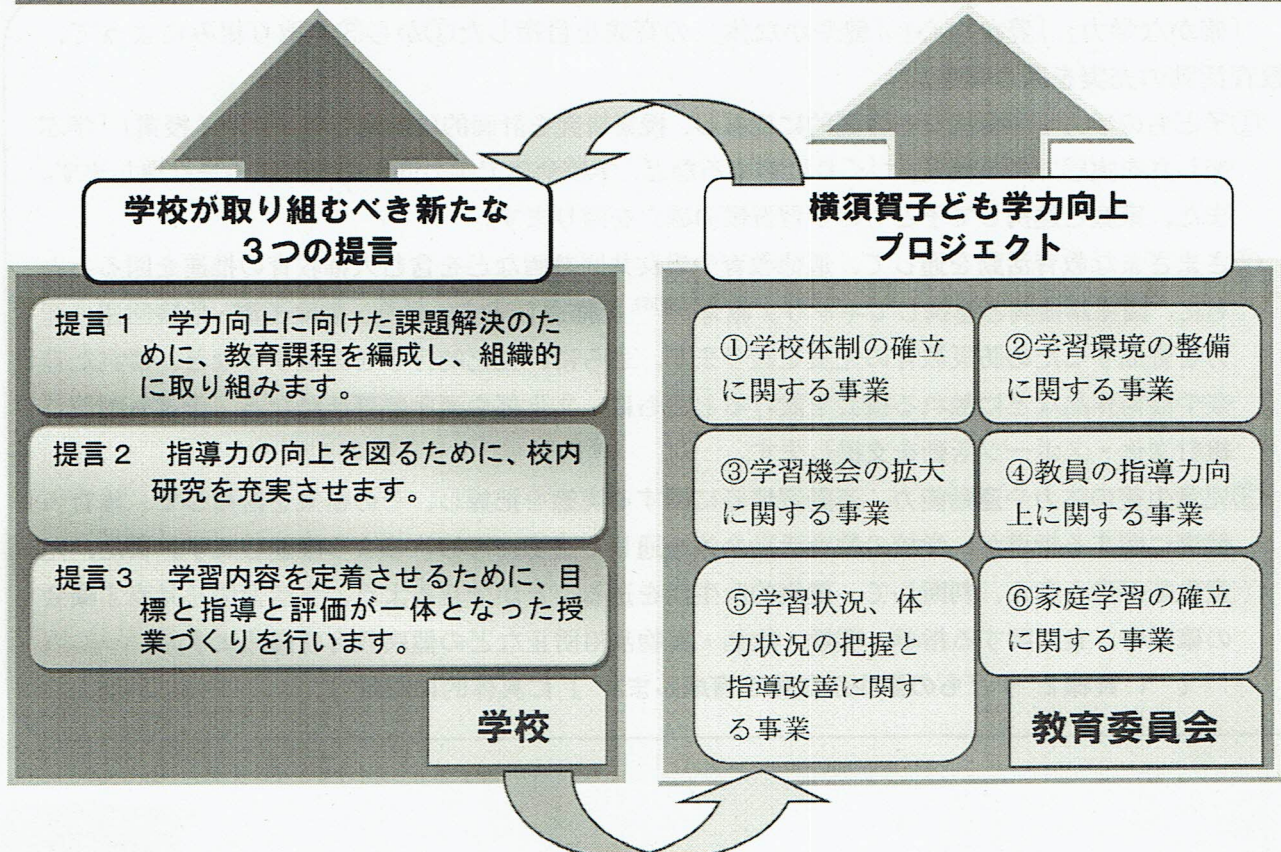 学校が取り組むべき新たな
３つの提言
提言１　学力向上に向けた課題解決のた
めに、教育課程を編成し、組織的
に取り組みます。
提言２　指導力の向上を図るために、校内
研究を充実させます。
提言３　学習内容を定着させるために、目
標と指導と評価が一体となった授
業づくりを行います。
学校
横須賀子ども学力向上
プロジェクト
①学校体制の確立
に関する事業
②学習環境の整備
に関する事業
③学習機会の拡大
に関する事業
④教員の指導力向
上に関する事業
⑤学習状況、体
力状況の把握と
指導改善に関す
る事業
⑥家庭学習の確立
に関する事業
教育委員会